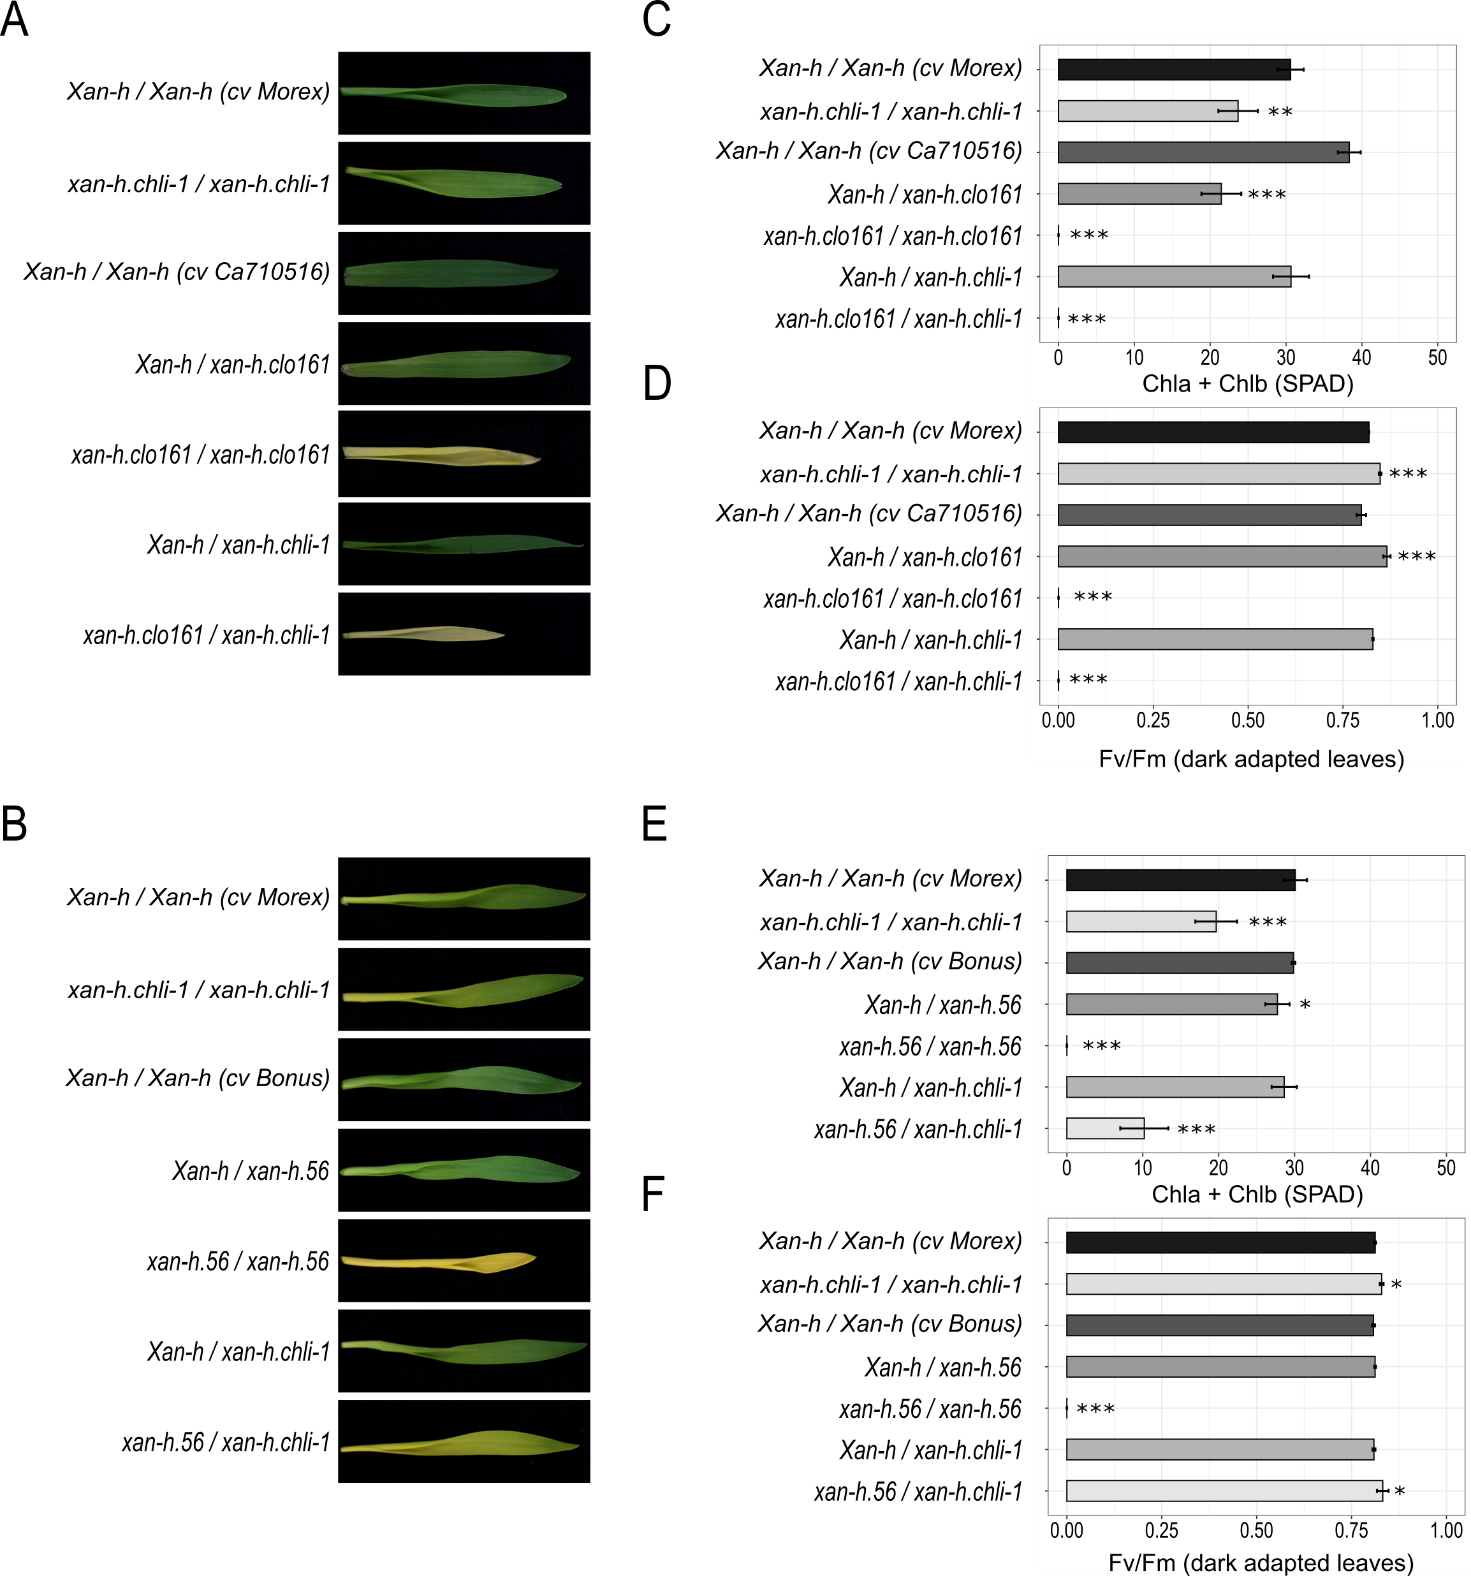 A
Xan-h / Xan-h (cv Morex)
xan-h.chli-1 / xan-h.chli-1
Xan-h / Xan-h (cv Ca710516)
Xan-h / xan-h.clo161
xan-h.clo161 / xan-h.clo161
Xan-h / xan-h.chli-1
xan-h.clo161 / xan-h.chli-1
C
Xan-h / Xan-h (cv Morex)
xan-h.chli-1 / xan-h.chli-1 **
Xan-h / Xan-h (cv Ca710516)
Xan-h / xan-h.clo161 ***
xan-h.clo161 / xan-h.clo161 ***
Xan-h / xan-h.chli-1
xan-h.clo161 / xan-h.chli-1 ***
0 10 20 30 40 50
Chla + Chlb (SPAD)
D
Xan-h / Xan-h (cv Morex)
xan-h.chli-1 / xan-h.chli-1 ***
Xan-h / Xan-h (cv Ca710516)
Xan-h / xan-h.clo161 ***
xan-h.clo161 / xan-h.clo161 ***
Xan-h / xan-h.chli-1
xan-h.clo161 / xan-h.chli-1 ***
0.00 0.25 0.50 0.75 1.00
Fv/Fm (dark adapted leaves)
B
Xan-h / Xan-h (cv Morex)
xan-h.chli-1 / xan-h.chli-1
Xan-h / Xan-h (cv Bonus)
Xan-h / xan-h.56
xan-h.56 / xan-h.56
Xan-h / xan-h.chli-1
xan-h.56 / xan-h.chli-1
E
Xan-h / Xan-h (cv Morex)
xan-h.chli-1 / xan-h.chli-1 ***
Xan-h / Xan-h (cv Bonus)
Xan-h / xan-h.56 *
xan-h.56 / xan-h.56 ***
Xan-h / xan-h.chli-1
xan-h.56 / xan-h.chli-1 ***
0 10 20 30 40 50
Chla + Chlb (SPAD)
F
Xan-h / Xan-h (cv Morex)
xan-h.chli-1 / xan-h.chli-1 *
Xan-h / Xan-h (cv Bonus)
Xan-h / xan-h.56
xan-h.56 / xan-h.56 ***
Xan-h / xan-h.chli-1
xan-h.56 / xan-h.chli-1 *
0.00 0.25 0.50 0.75 1.00
Fv/Fm (dark adapted leaves)